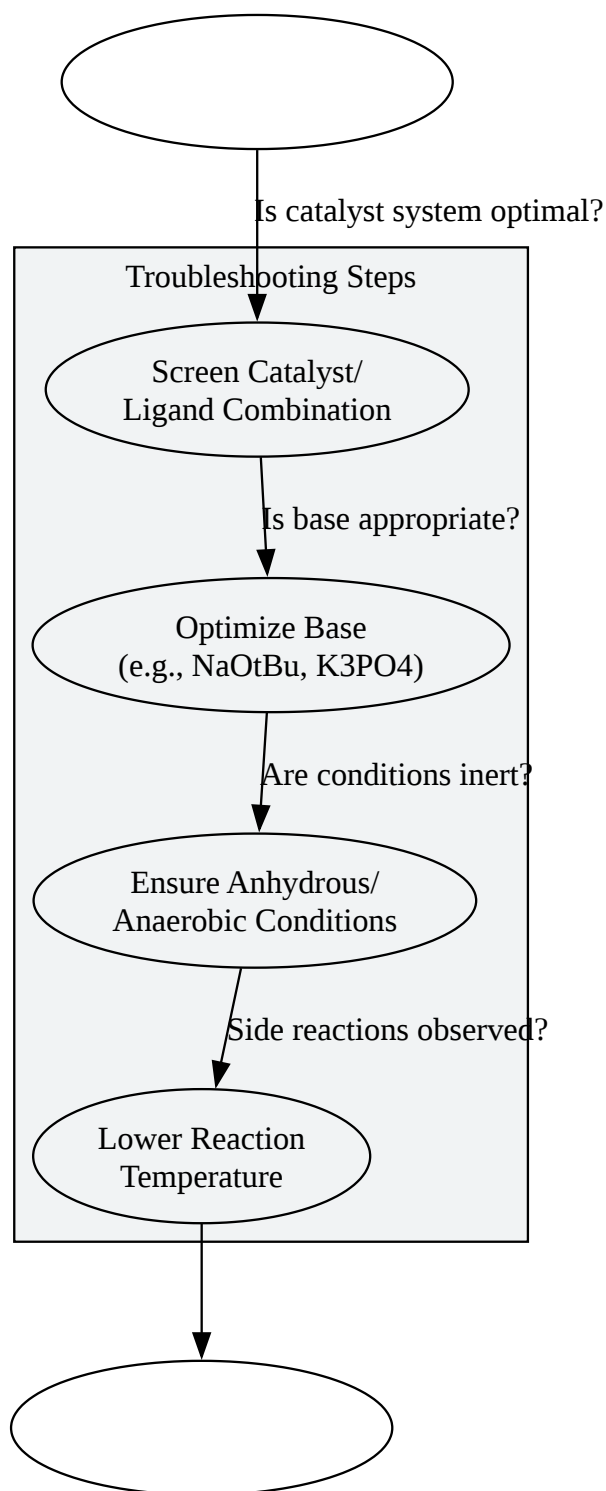 Is catalyst system optimal?
Troubleshooting Steps
Screen Catalyst/
Ligand Combination
Is base appropriate?
Optimize Base
(e.g., NaOtBu, K3PO4)
Are conditions inert?
Ensure Anhydrous/
Anaerobic Conditions
Side reactions observed?
Lower Reaction
Temperature